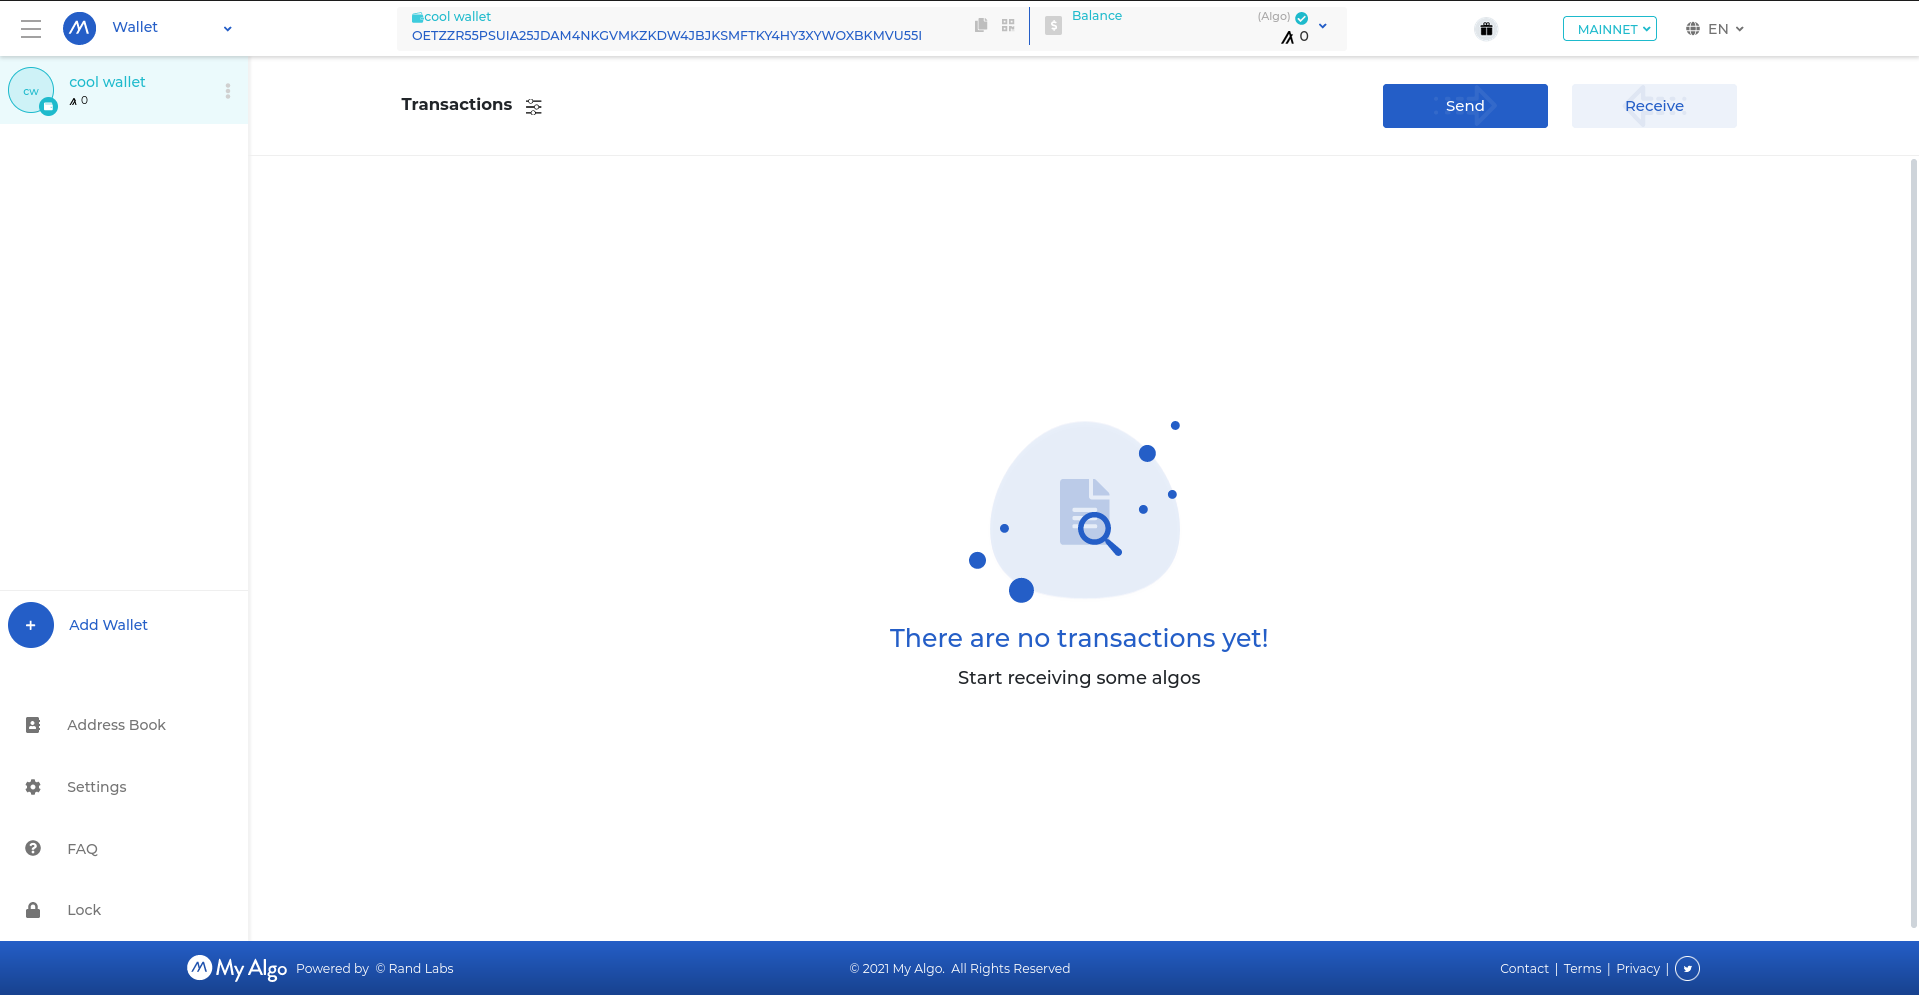 Wallet
cool wallet
OETZZR55PSUIA25JDAM4NKGVMKZKDW4JBJKSMFTKY4HY3XYWOXBKMVU55I
Balance
(Algo)
0
MAINNET
EN
cw
cool wallet
0
Transactions
Send
Receive
There are no transactions yet!
Start receiving some algos
+ Add Wallet
Address Book
Settings
FAQ
Lock
My Algo Powered by © Rand Labs
© 2021 My Algo. All Rights Reserved
Contact | Terms | Privacy |